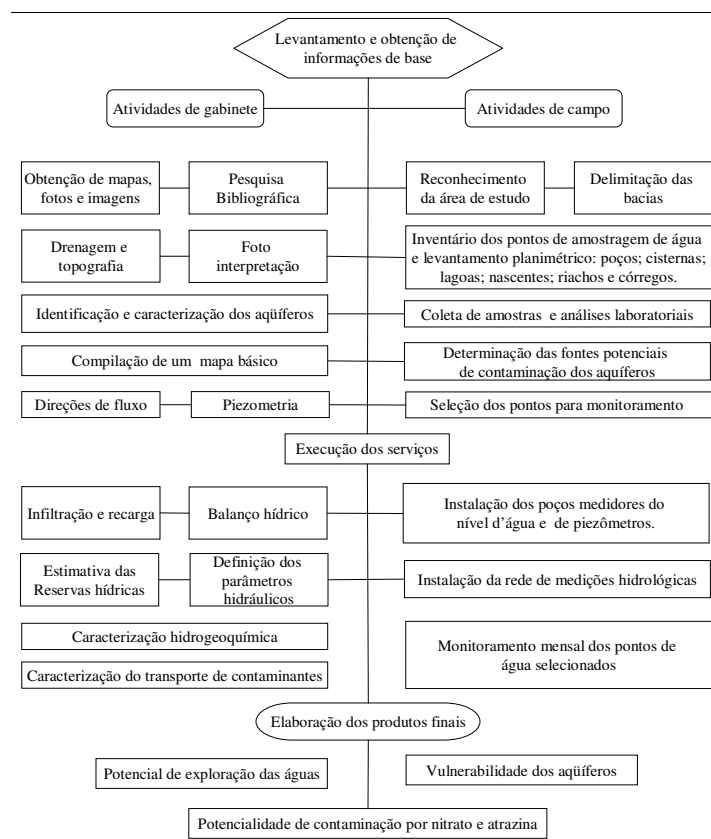 Levantamento e obtenção de
informações de base
Atividades de gabinete
Atividades de campo
Obtenção de mapas,
fotos e imagens
Pesquisa
Bibliográfica
Reconhecimento
da área de estudo
Delimitação das
bacias
Drenagem e
topografia
Foto
interpretação
Inventário dos pontos de amostragem de água
e levantamento planimétrico: poços; cisternas;
lagoas; nascentes; riachos e córregos.
Identificação e caracterização dos aqüíferos
Coleta de amostras e análises laboratoriais
Compilação de um mapa básico
Determinação das fontes potenciais
de contaminação dos aquíferos
Direções de fluxo
Piezometria
Seleção dos pontos para monitoramento
Execução dos serviços
Infiltração e recarga
Balanço hídrico
Instalação dos poços medidores do
nível d'água e de piezômetros.
Estimativa das
Reservas hídricas
Definição dos
parâmetros
hidráulicos
Instalação da rede de medições hidrológicas
Caracterização hidrogeoquímica
Monitoramento mensal dos pontos de
água selecionados
Caracterização do transporte de contaminantes
Elaboração dos produtos finais
Potencial de exploração das águas
Vulnerabilidade dos aqüíferos
Potencialidade de contaminação por nitrato e atrazina